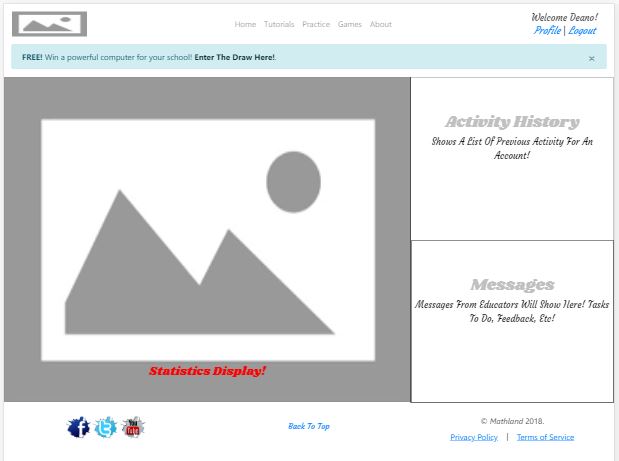 Home Tutorials Practice Games About
Welcome Deano!
Profile | Logout
FREE! Win a powerful computer for your school! Enter The Draw Here!. ×
Activity History
Shows A List Of Previous Activity For An
Account!
Messages
Messages From Educators Will Show Here! Tasks
To Do, Feedback, Etc!
Statistics Display!
You
Tube
Back To Top
© Mathland 2018.
Privacy Policy | Terms of Service